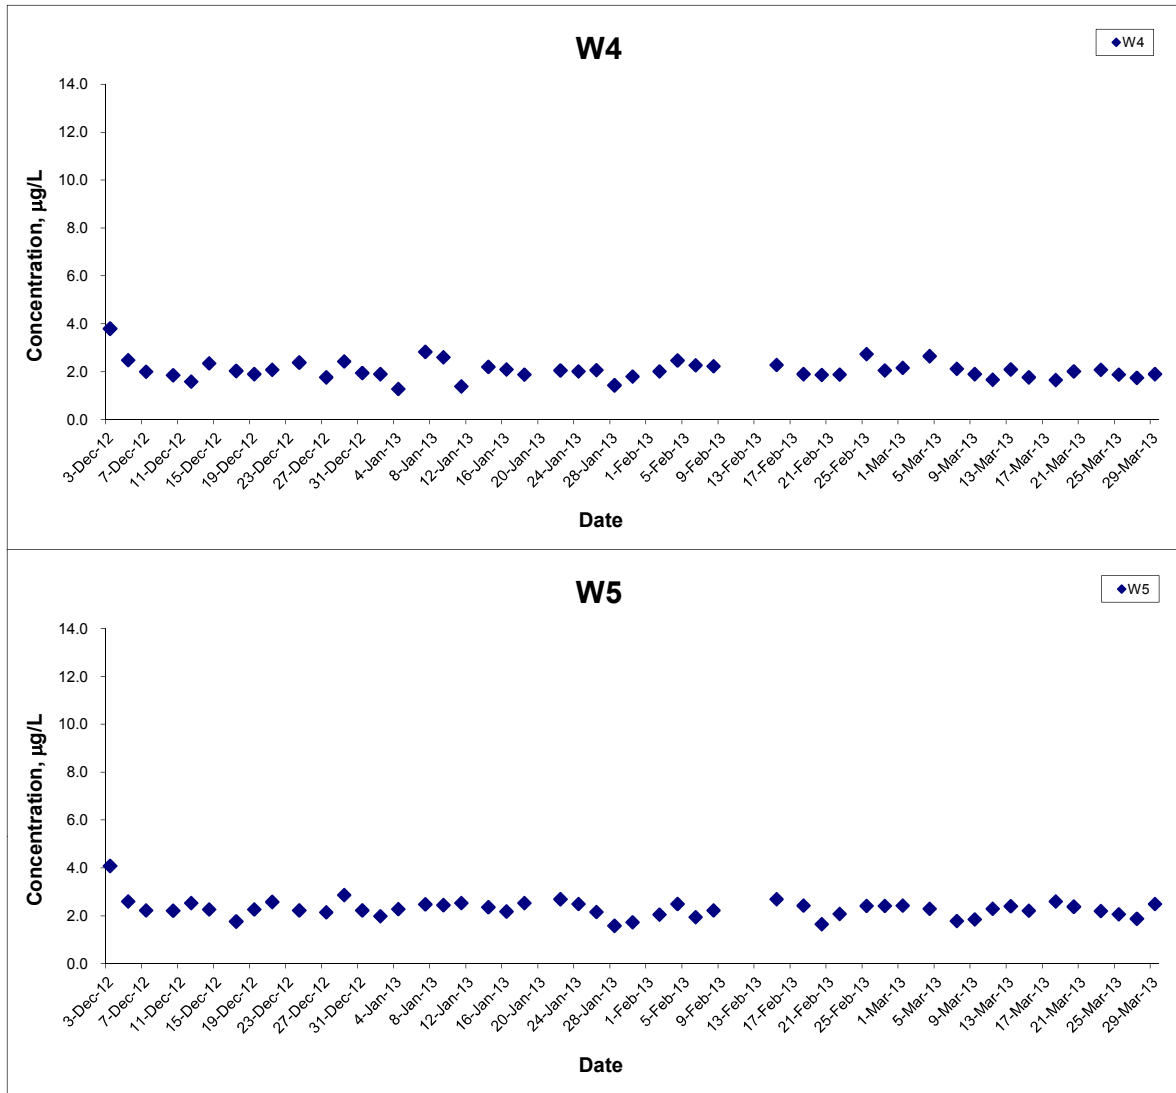 W4
W4
14.0
12.0
10.0
8.0
6.0
4.0
2.0
0.0
Concentration, µg/L
3-Dec-12
7-Dec-12
11-Dec-12
15-Dec-12
19-Dec-12
23-Dec-12
27-Dec-12
31-Dec-12
4-Jan-13
8-Jan-13
12-Jan-13
16-Jan-13
20-Jan-13
24-Jan-13
28-Jan-13
1-Feb-13
5-Feb-13
9-Feb-13
13-Feb-13
17-Feb-13
21-Feb-13
25-Feb-13
1-Mar-13
5-Mar-13
9-Mar-13
13-Mar-13
17-Mar-13
21-Mar-13
25-Mar-13
29-Mar-13
Date
W5
W5
14.0
12.0
10.0
8.0
6.0
4.0
2.0
0.0
Concentration, µg/L
3-Dec-12
7-Dec-12
11-Dec-12
15-Dec-12
19-Dec-12
23-Dec-12
27-Dec-12
31-Dec-12
4-Jan-13
8-Jan-13
12-Jan-13
16-Jan-13
20-Jan-13
24-Jan-13
28-Jan-13
1-Feb-13
5-Feb-13
9-Feb-13
13-Feb-13
17-Feb-13
21-Feb-13
25-Feb-13
1-Mar-13
5-Mar-13
9-Mar-13
13-Mar-13
17-Mar-13
21-Mar-13
25-Mar-13
29-Mar-13
Date